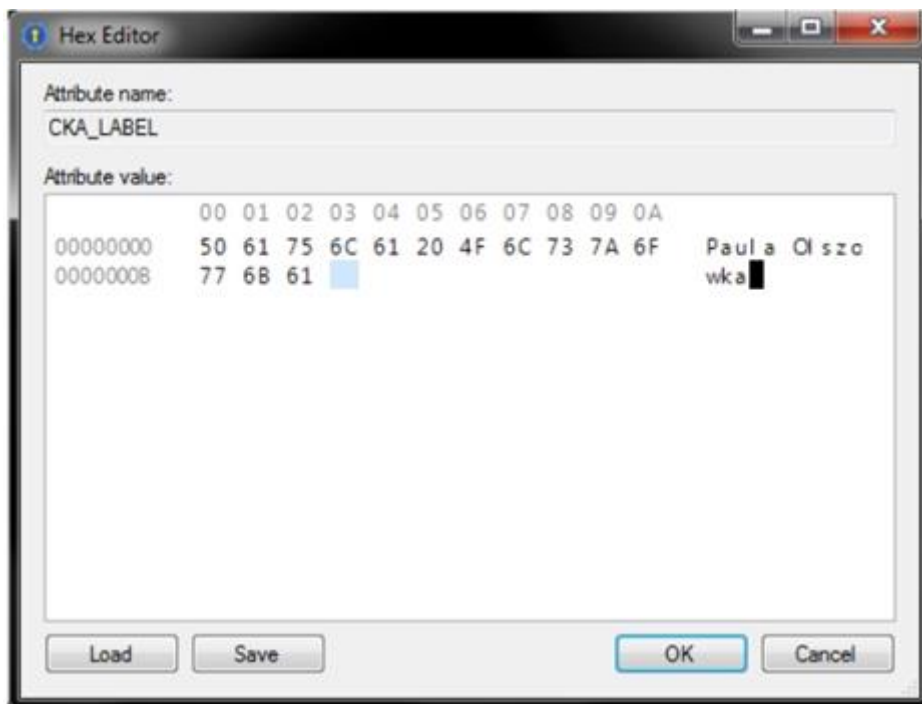 Hex Editor
Attribute name:
CKA_LABEL
Attribute value:
00 01 02 03 04 05 06 07 08 09 0A
00000000 50 61 75 6C 61 20 4F 6C 73 7A 6F Paula Olszo
0000000B 77 6B 61 wka
Load Save OK Cancel